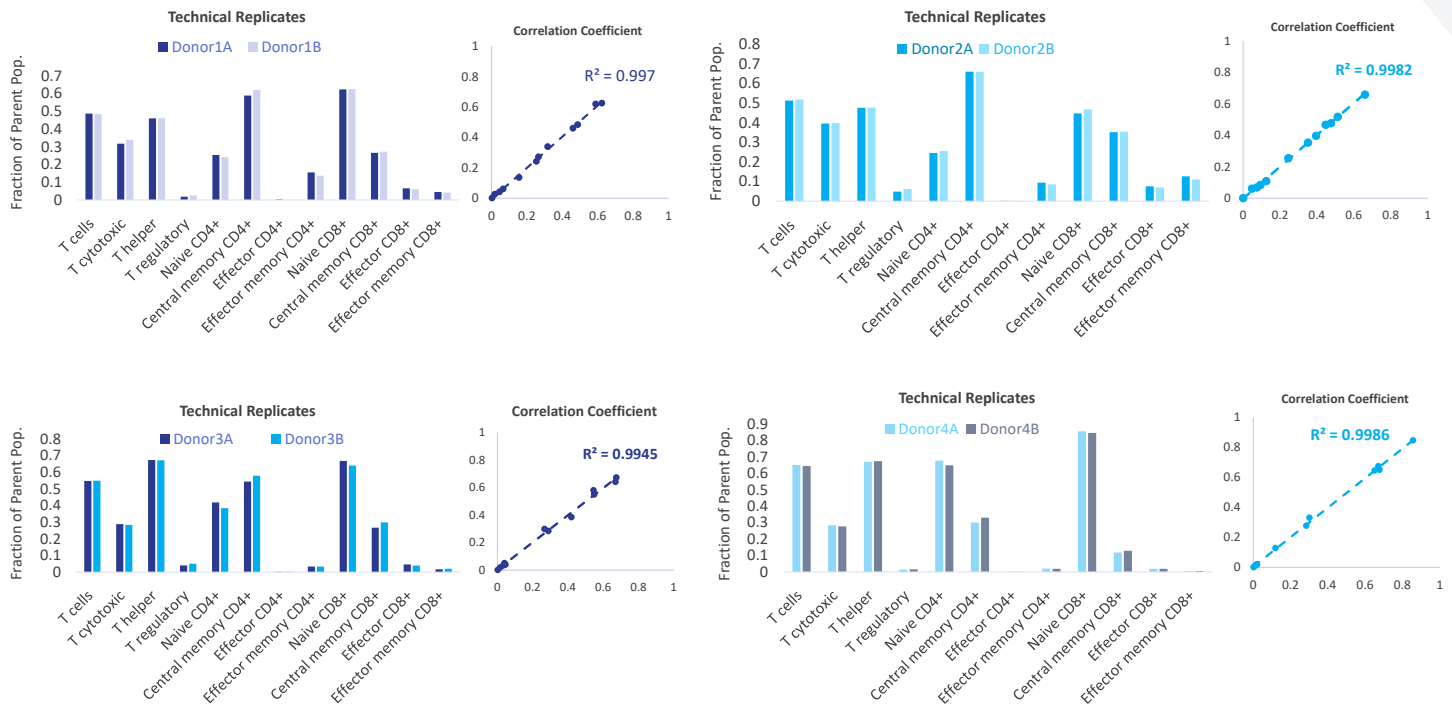 Technical Replicates
Donor1A Donor1B
Fraction of Parent Pop.
0.7
0.6
0.5
0.4
0.3
0.2
0.1
0
T cells
T cytotoxic
T helper
T regulatory
Naive CD4+
Central memory CD4+
Effector CD4+
Effector memory CD4+
Naive CD8+
Central memory CD8+
Effector CD8+
Effector memory CD8+
Correlation Coefficient
R² = 0.997
1
0.8
0.6
0.4
0.2
0
0 0.2 0.4 0.6 0.8 1
Technical Replicates
Donor2A Donor2B
Fraction of Parent Pop.
0.8
0.7
0.6
0.5
0.4
0.3
0.2
0.1
0
T cells
T cytotoxic
T helper
T regulatory
Naive CD4+
Central memory CD4+
Effector CD4+
Effector memory CD4+
Naive CD8+
Central memory CD8+
Effector CD8+
Effector memory CD8+
Correlation Coefficient
R² = 0.9982
1
0.8
0.6
0.4
0.2
0
0 0.2 0.4 0.6 0.8 1
Technical Replicates
Donor3A Donor3B
Fraction of Parent Pop.
0.8
0.7
0.6
0.5
0.4
0.3
0.2
0.1
0
T cells
T cytotoxic
T helper
T regulatory
Naive CD4+
Central memory CD4+
Effector CD4+
Effector memory CD4+
Naive CD8+
Central memory CD8+
Effector CD8+
Effector memory CD8+
Correlation Coefficient
R² = 0.9945
1
0.8
0.6
0.4
0.2
0
0 0.2 0.4 0.6 0.8 1
Technical Replicates
Donor4A Donor4B
Fraction of Parent Pop.
0.9
0.8
0.7
0.6
0.5
0.4
0.3
0.2
0.1
0
T cells
T cytotoxic
T helper
T regulatory
Naive CD4+
Central memory CD4+
Effector CD4+
Effector memory CD4+
Naive CD8+
Central memory CD8+
Effector CD8+
Effector memory CD8+
Correlation Coefficient
R² = 0.9986
1
0.8
0.6
0.4
0.2
0
0 0.2 0.4 0.6 0.8 1